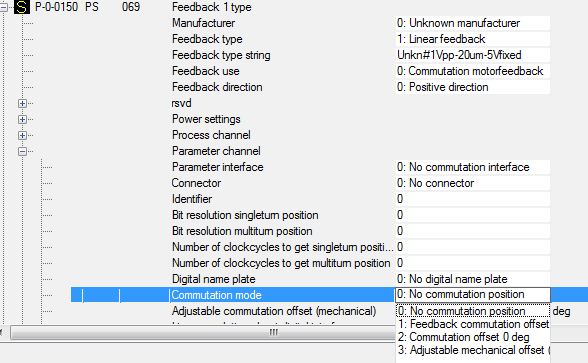 S P-0-0150 PS 069 Feedback 1 type
Manufacturer 0: Unknown manufacturer
Feedback type 1: Linear feedback
Feedback type string Unkn#1Vpp-20um-5Vfixed
Feedback use 0: Commutation motorfeedback
Feedback direction 0: Positive direction
rsvd
Power settings
Process channel
Parameter channel
Parameter interface 0: No commutation interface
Connector 0: No connector
Identifier 0
Bit resolution singleturn position 0
Bit resolution multiturn position 0
Number of clockcycles to get singleturn positi... 0
Number of clockcycles to get multiturn position 0
Digital name plate 0: No digital name plate
Commutation mode 0: No commutation position
Adjustable commutation offset (mechanical) 0: No commutation position deg
1: Feedback commutation offset
2: Commutation offset 0 deg
3: Adjustable mechanical offset (